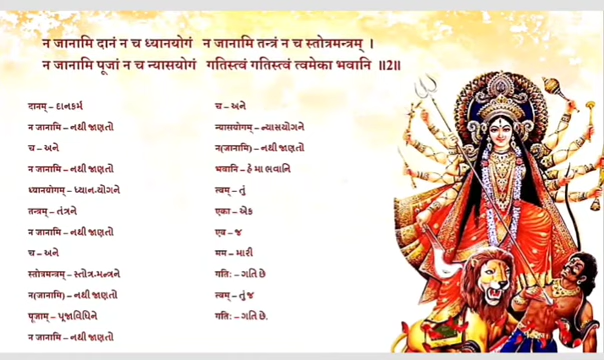 न जानामि दानं न च ध्यानयोगं न जानामि तन्त्रं न च स्तोत्रमन्त्रम् ।
न जानामि पूजां न च न्यासयोगं गतिस्त्वं गतिस्त्वं त्वमेका भवानि ॥2॥
दानम् – દાનકર્મ
न जानामि – નથી જાણતો
च – અને
न जानामि – નથી જાણતો
ध्यानयोगम् – ધ્યાન-યોગને
तन्त्रम् – તંત્રને
न जानामि – નથી જાણતો
च – અને
स्तोत्रमन्त्रम् – સ્તોત્ર-મન્ત્રને
न(जानामि) – નથી જાણતો
पूजाम् – પૂજાવિધિને
न जानामि – નથી જાણતો
च – અને
न्यासयोगम् – ન્યાસયોગને
न(जानामि) – નથી જાણતો
भवानि – હે મા ભવાનિ
त्वम् – તું
एका – એક
एव – જ
मम – મારી
गतिः – ગતિ છે
त्वम् – તું જ
गतिः – ગતિ છે.